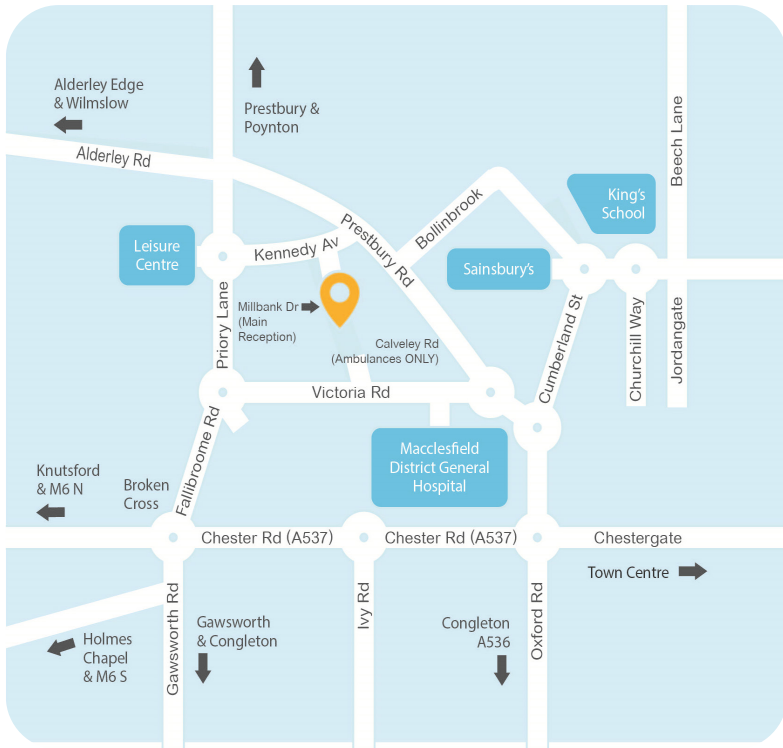 Alderley Edge
& Wilmslow
Prestbury &
Poynton
Alderley Rd
Beech Lane
King's
School
Bollinbrook
Prestbury Rd
Leisure
Centre
Kennedy Av
Sainsbury's
Millbank Dr
(Main
Reception)
Priory Lane
Calveley Rd
(Ambulances ONLY)
Cumberland St
Churchill Way
Jordangate
Victoria Rd
Fallibroome Rd
Macclesfield
District General
Hospital
Knutsford
& M6 N
Broken
Cross
Chester Rd (A537)
Chester Rd (A537)
Chestergate
Town Centre
Gawsworth Rd
Gawsworth
& Congleton
Ivy Rd
Congleton
A536
Oxford Rd
Holmes
Chapel
& M6 S